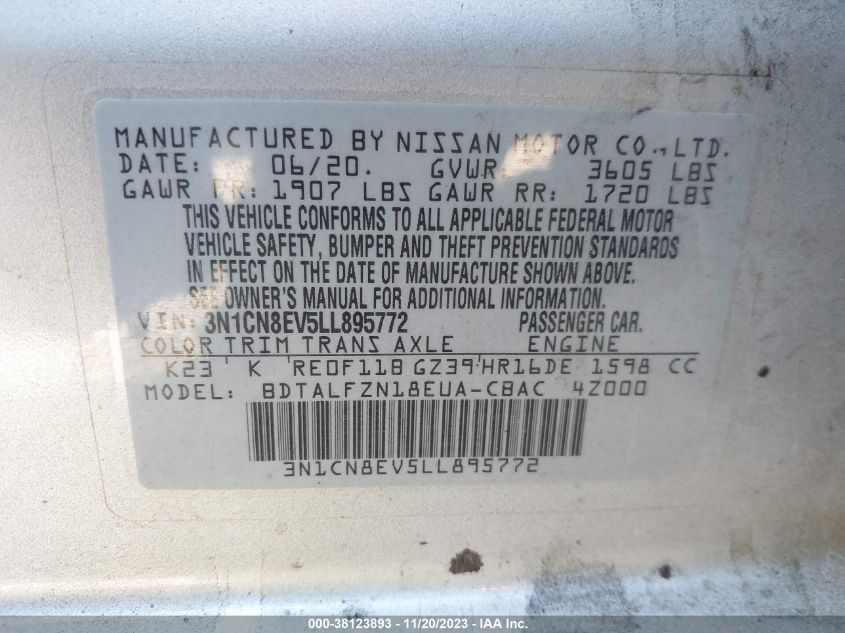 MANUFACTURED BY NISSAN MOTOR CO., LTD.
DATE: 06/20. GVWR: 3605 LBS
GAWR FR: 1907 LBS GAWR RR: 1720 LBS
THIS VEHICLE CONFORMS TO ALL APPLICABLE FEDERAL MOTOR
VEHICLE SAFETY, BUMPER AND THEFT PREVENTION STANDARDS
IN EFFECT ON THE DATE OF MANUFACTURE SHOWN ABOVE.
SEE OWNER'S MANUAL FOR ADDITIONAL INFORMATION.
VIN: 3N1CN8EV5LL895772 PASSENGER CAR.
COLOR TRIM TRANS AXLE ENGINE
K23 K RE0F11B GZ39 HR16DE 1598 CC
MODEL: BDTALFZN18EUA-CBAC 4Z000
3N1CN8EV5LL895772
000-38123893 - 11/20/2023 - IAAI.com